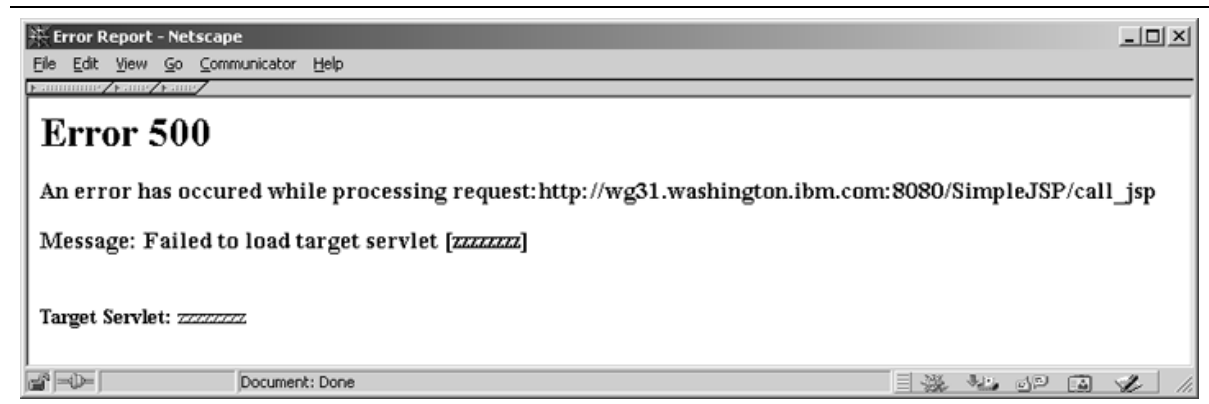 Error Report - Netscape
File Edit View Go Communicator Help
Error 500
An error has occured while processing request:http://wg31.washington.ibm.com:8080/SimpleJSP/call_jsp
Message: Failed to load target servlet [zzzzzzzz]
Target Servlet: zzzzzzzz
Document: Done